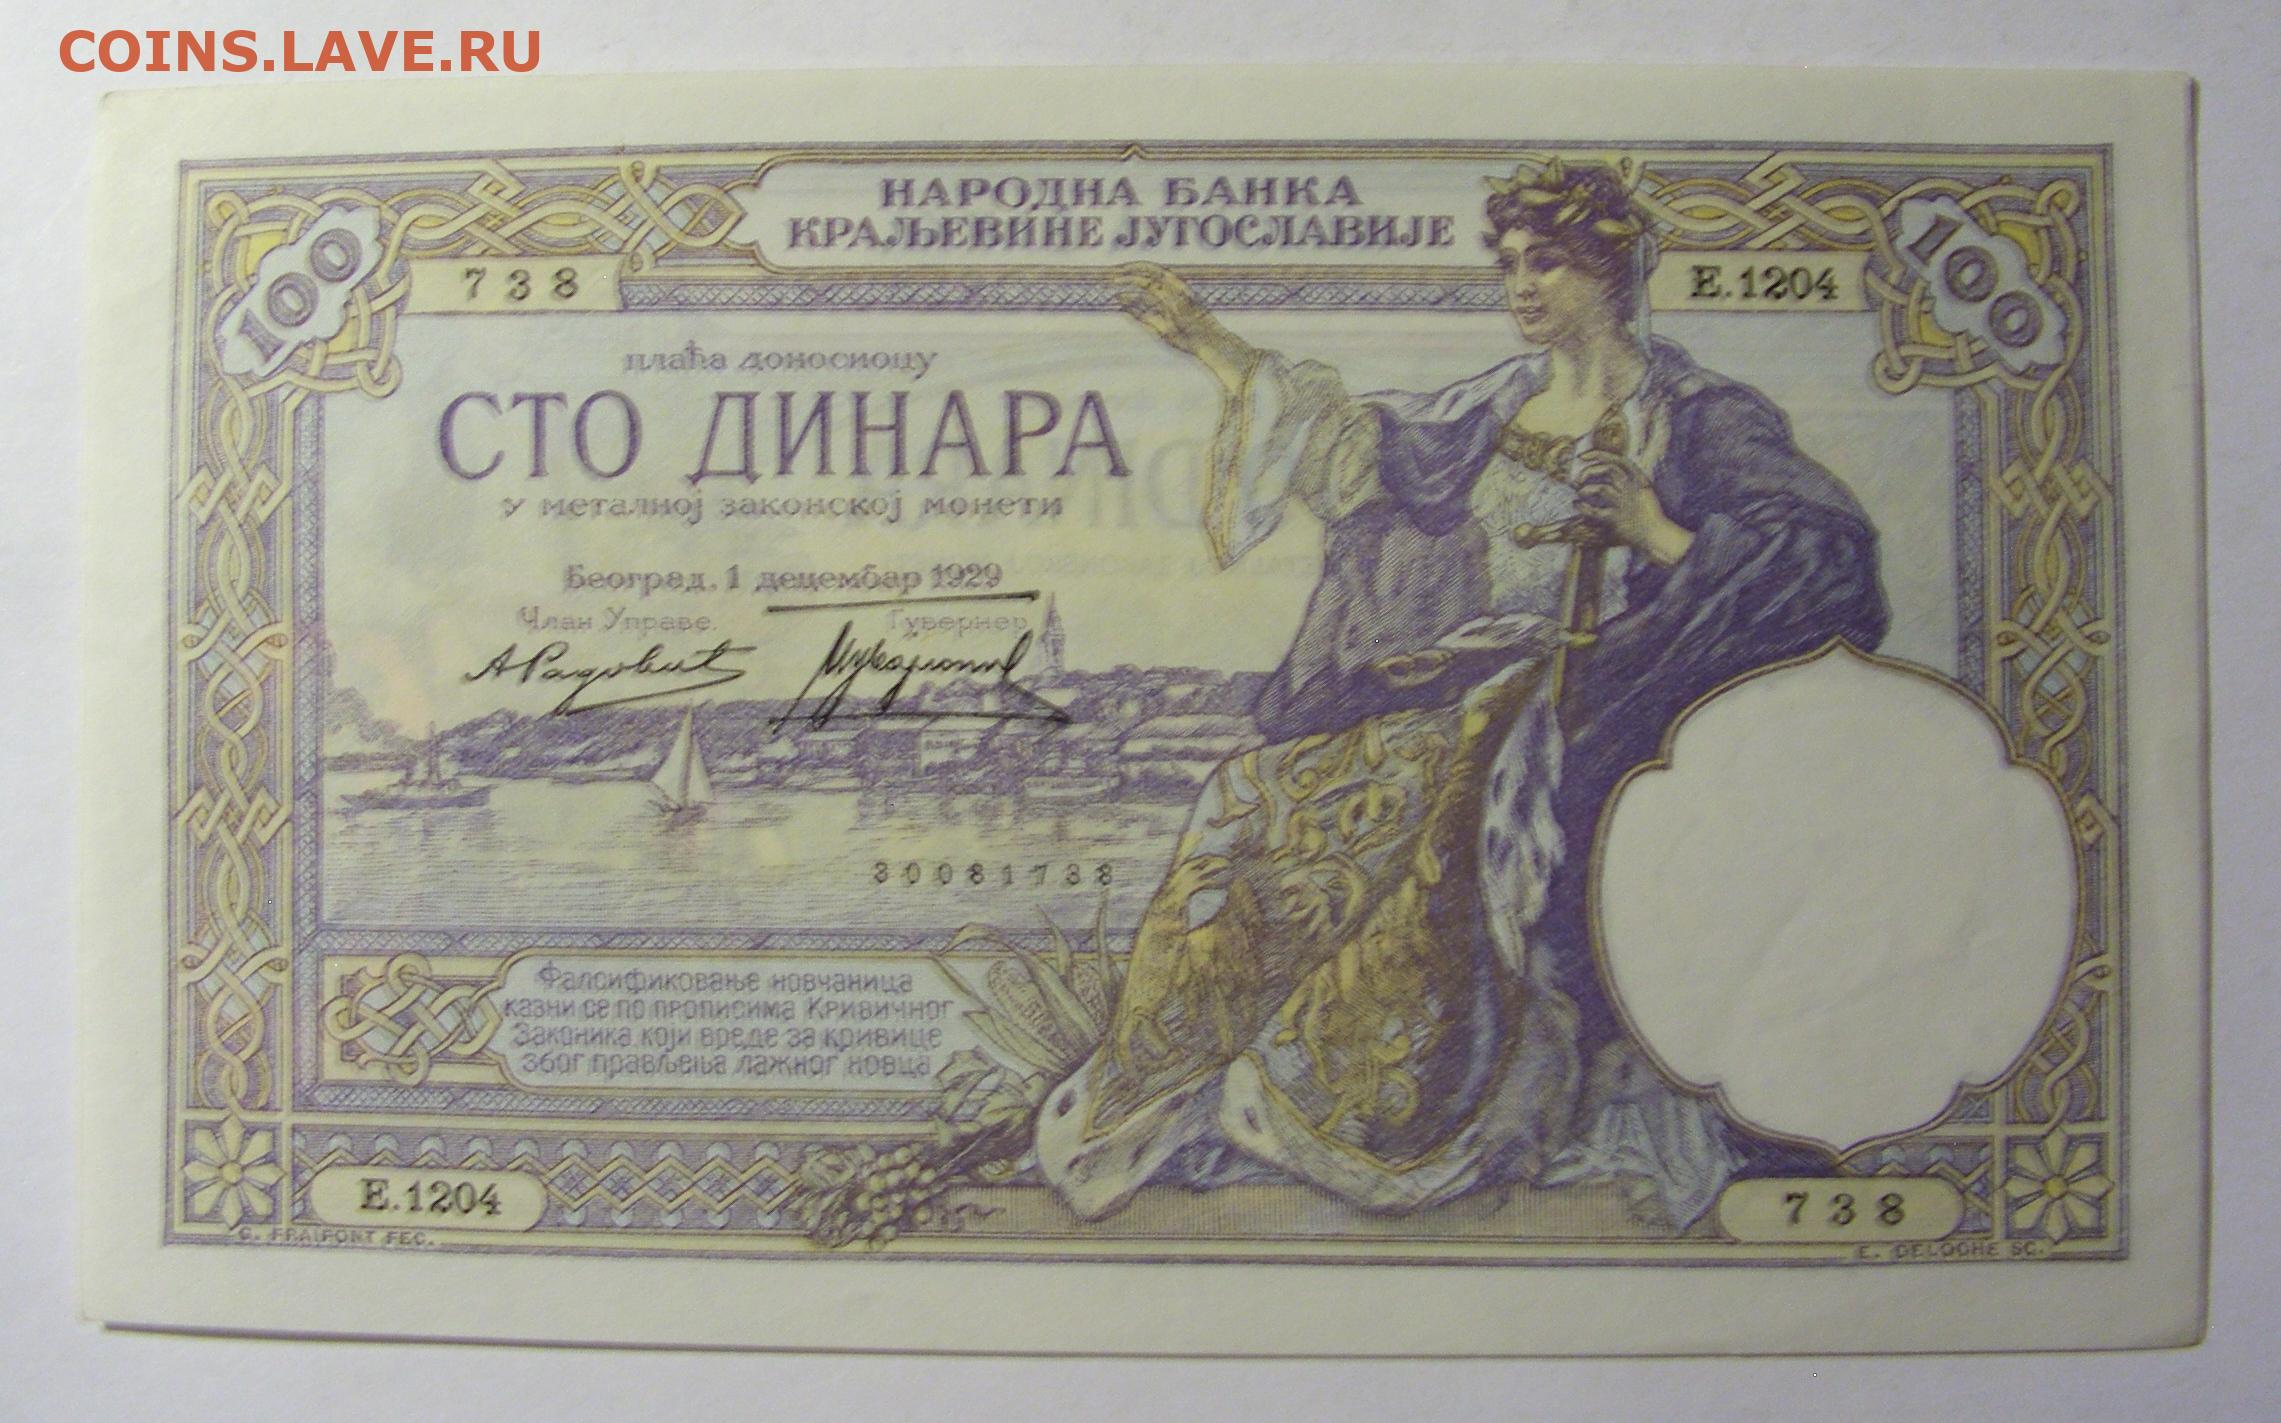 COINS.LAVE.RU
НАРОДНА БАНКА
КРАЉЕВИНЕ ЈУГОСЛАВИЈЕ
100
738
Е.1204
100
плаћа доносиоцу
СТО ДИНАРА
у металној законској монети
Београд, 1 децембар 1929
Члан Управе.
Гувернер
А Радовић
30081738
Фалсификовање новчаница
казни се по прописима Кривичног
Законика који вреде за кривице
због прављења лажног новца
Е.1204
738
C. FRAIPONT FEC.
E. DELOCHE SC.